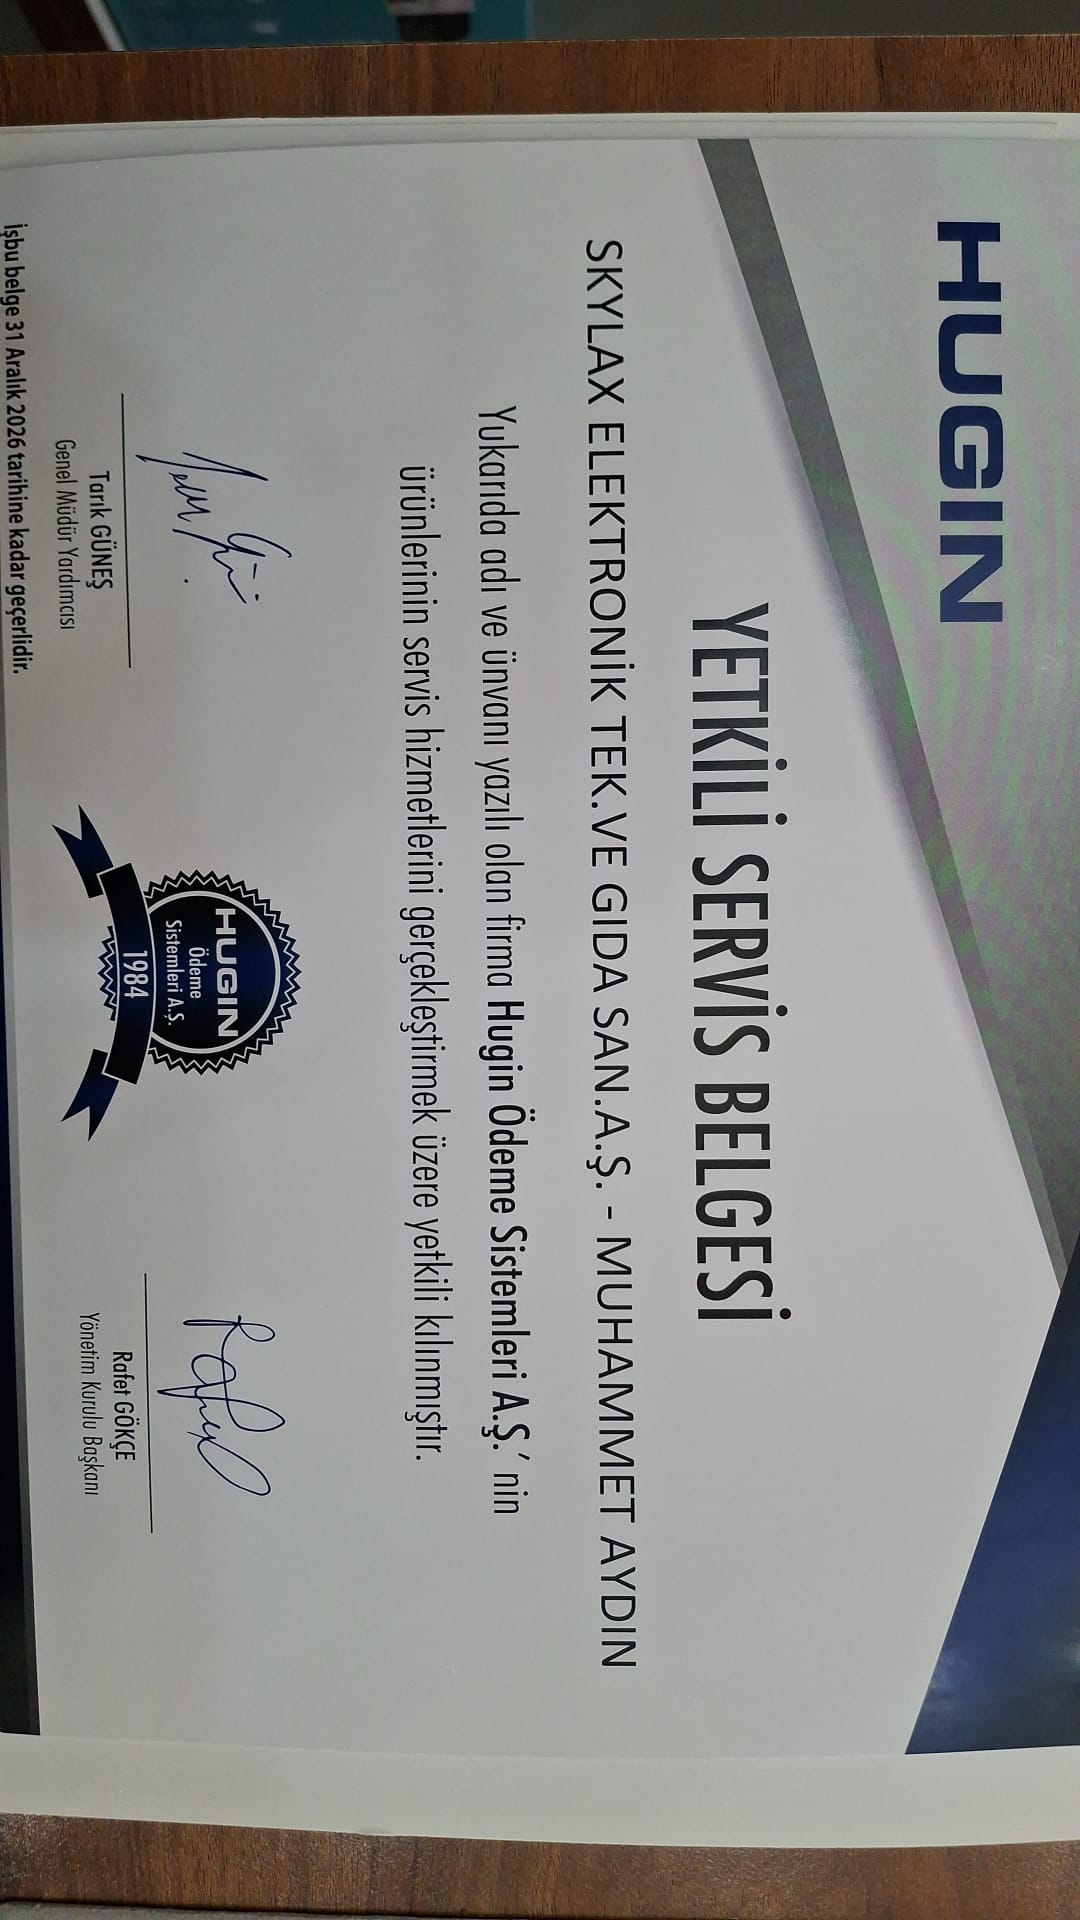 HUGIN
YETKİLİ SERVİS BELGESİ
SKYLAX ELEKTRONİK TEK.VE GIDA SAN.A.Ş. - MUHAMMET AYDIN
Yukarıda adı ve ünvanı yazılı olan firma Hugin Ödeme Sistemleri A.Ş.' nin
ürünlerinin servis hizmetlerini gerçekleştirmek üzere yetkili kılınmıştır.
Tarık GÜNEŞ
Genel Müdür Yardımcısı
HUGIN
Ödeme
Sistemleri A.Ş.
1984
Rafet GÖKÇE
Yönetim Kurulu Başkanı
İşbu belge 31 Aralık 2026 tarihine kadar geçerlidir.